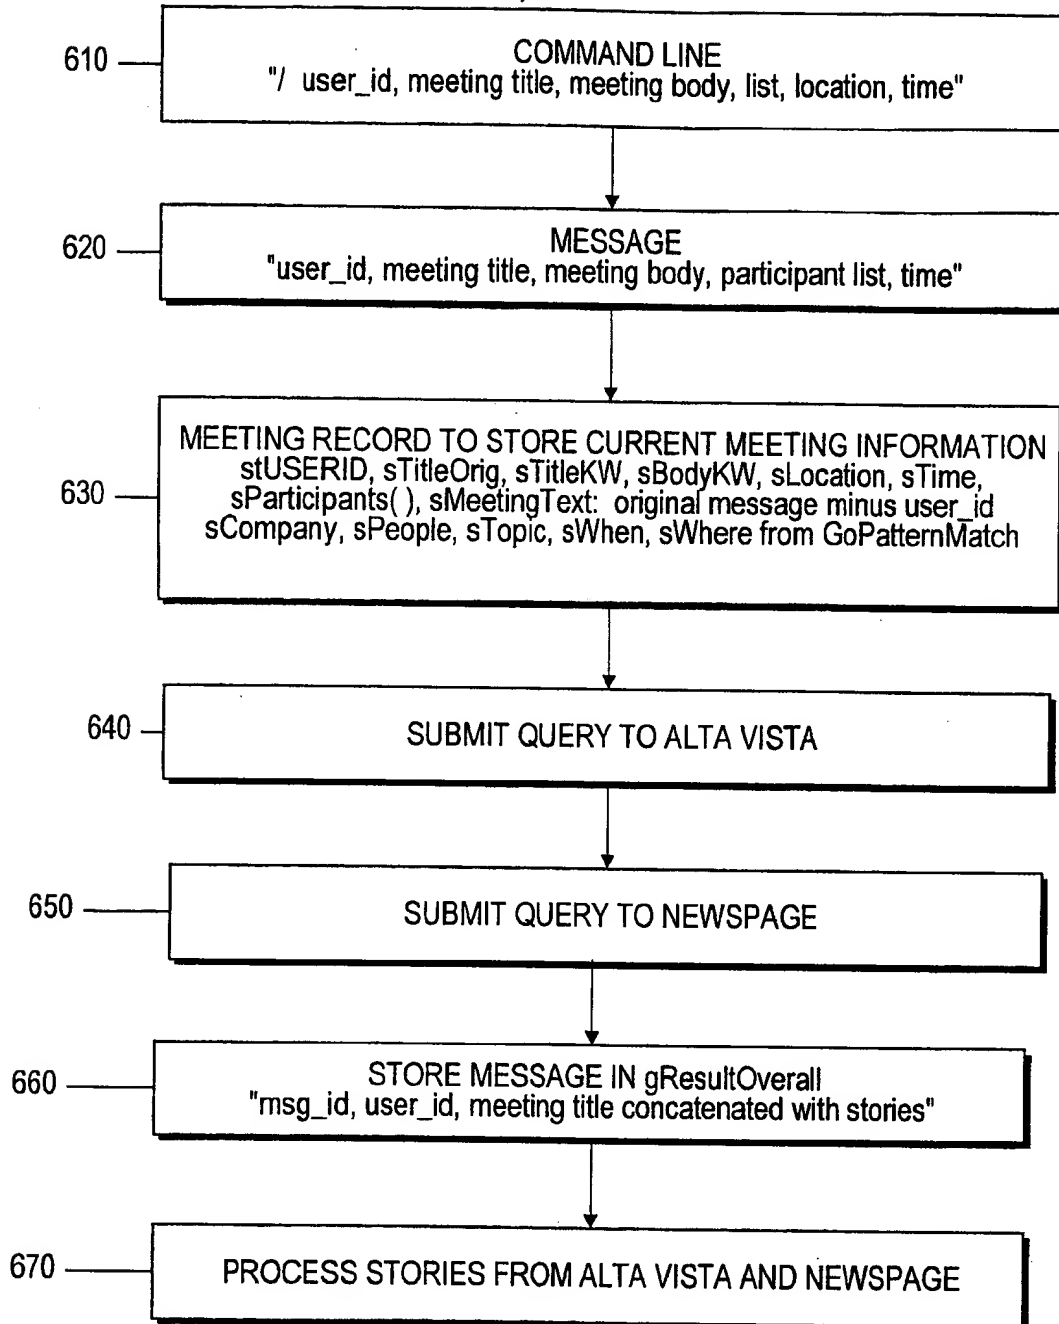 610
COMMAND LINE
"/ user_id, meeting title, meeting body, list, location, time"
620
MESSAGE
"user_id, meeting title, meeting body, participant list, time"
630
MEETING RECORD TO STORE CURRENT MEETING INFORMATION
stUSERID, sTitleOrig, sTitleKW, sBodyKW, sLocation, sTime,
sParticipants( ), sMeetingText: original message minus user_id
sCompany, sPeople, sTopic, sWhen, sWhere from GoPatternMatch
640
SUBMIT QUERY TO ALTA VISTA
650
SUBMIT QUERY TO NEWSPAGE
660
STORE MESSAGE IN gResultOverall
"msg_id, user_id, meeting title concatenated with stories"
670
PROCESS STORIES FROM ALTA VISTA AND NEWSPAGE